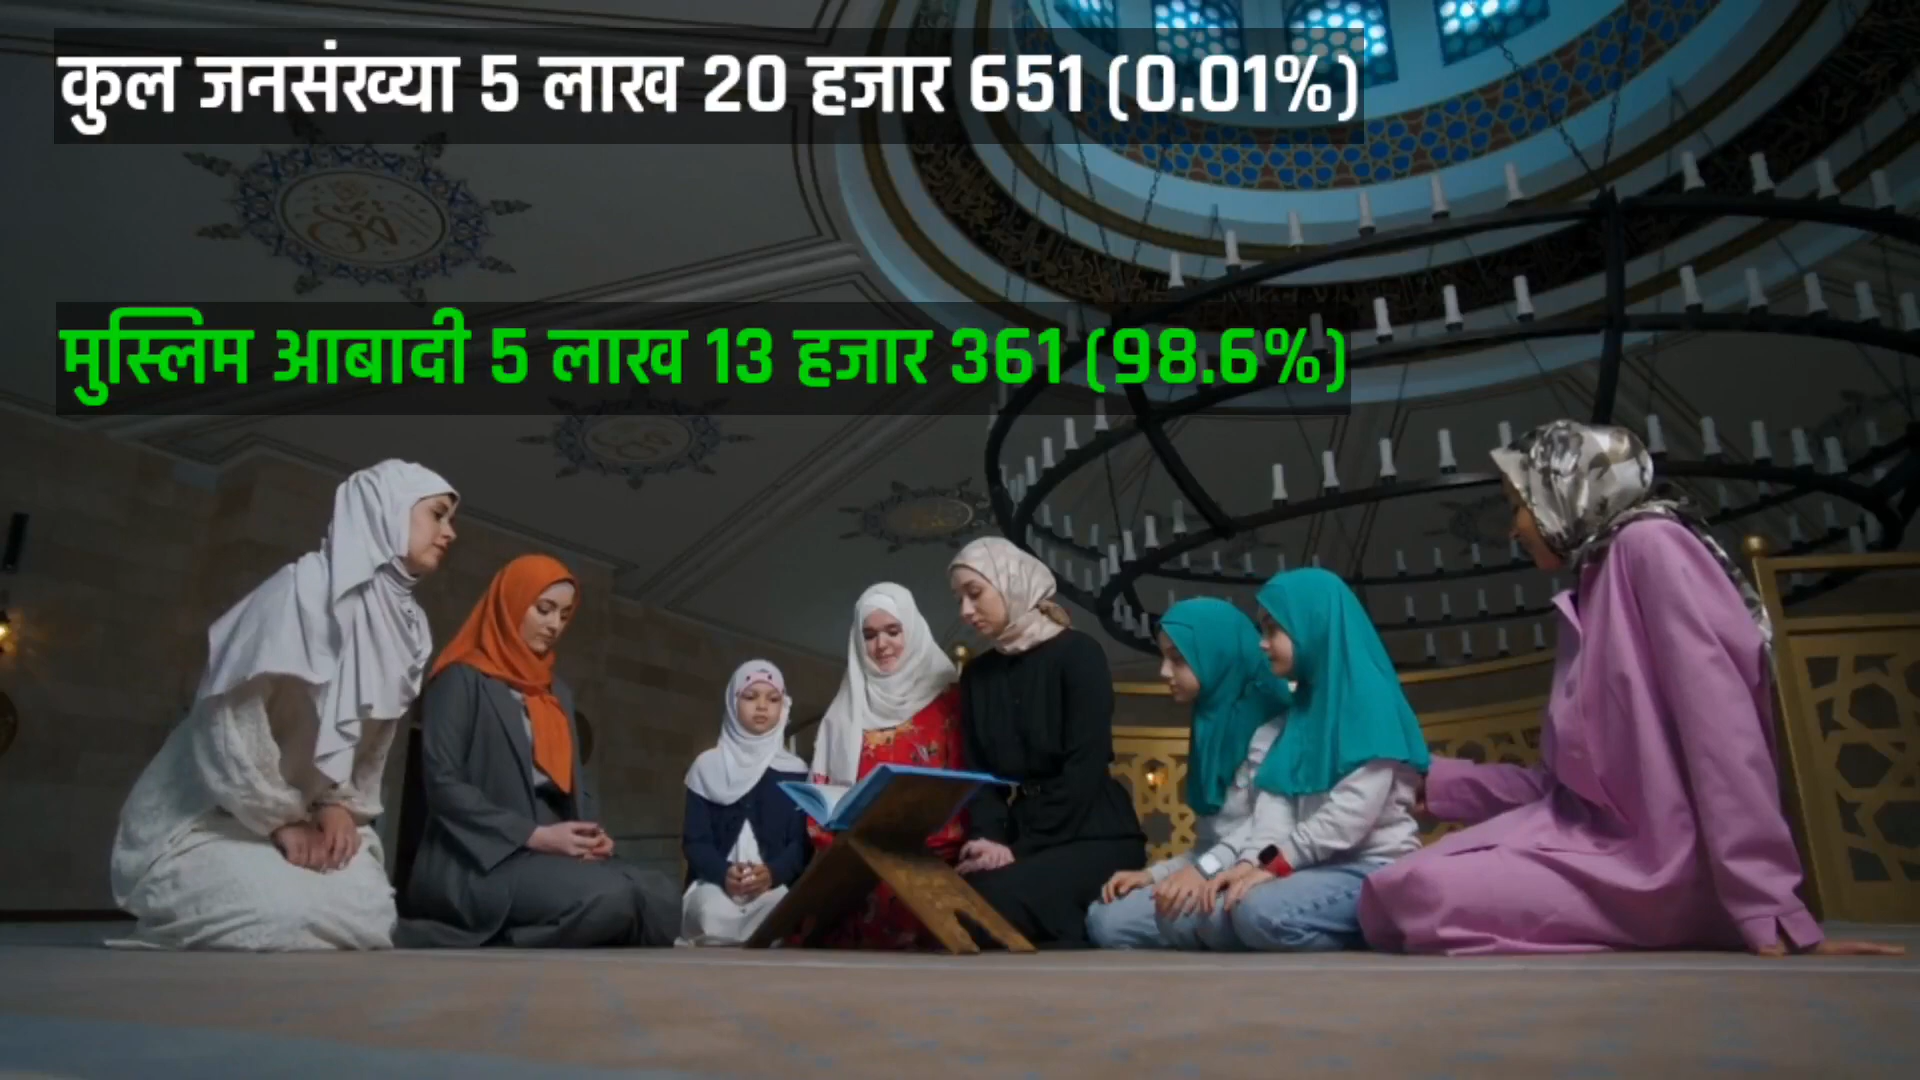 कुल जनसंख्या 5 लाख 20 हजार 651 (0.01%)
मुस्लिम आबादी 5 लाख 13 हजार 361 (98.6%)